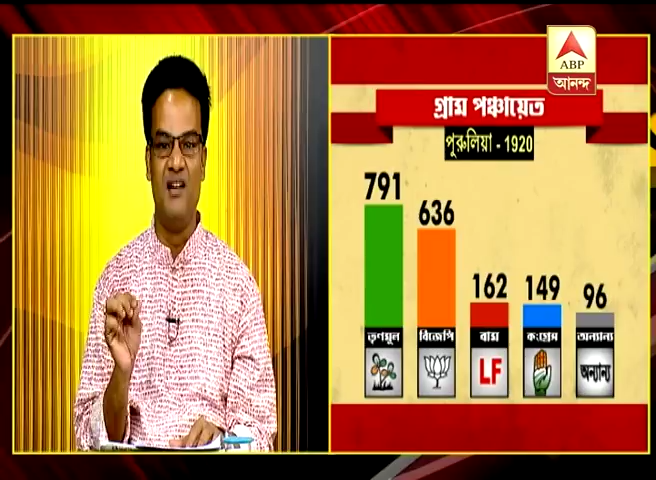 ABP
আনন্দ
গ্রাম পঞ্চায়েত
পুরুলিয়া - 1920
791
636
162
149
96
তৃণমূল
বিজেপি
বাম
কংগ্রেস
অন্যান্য
LF
অন্যান্য